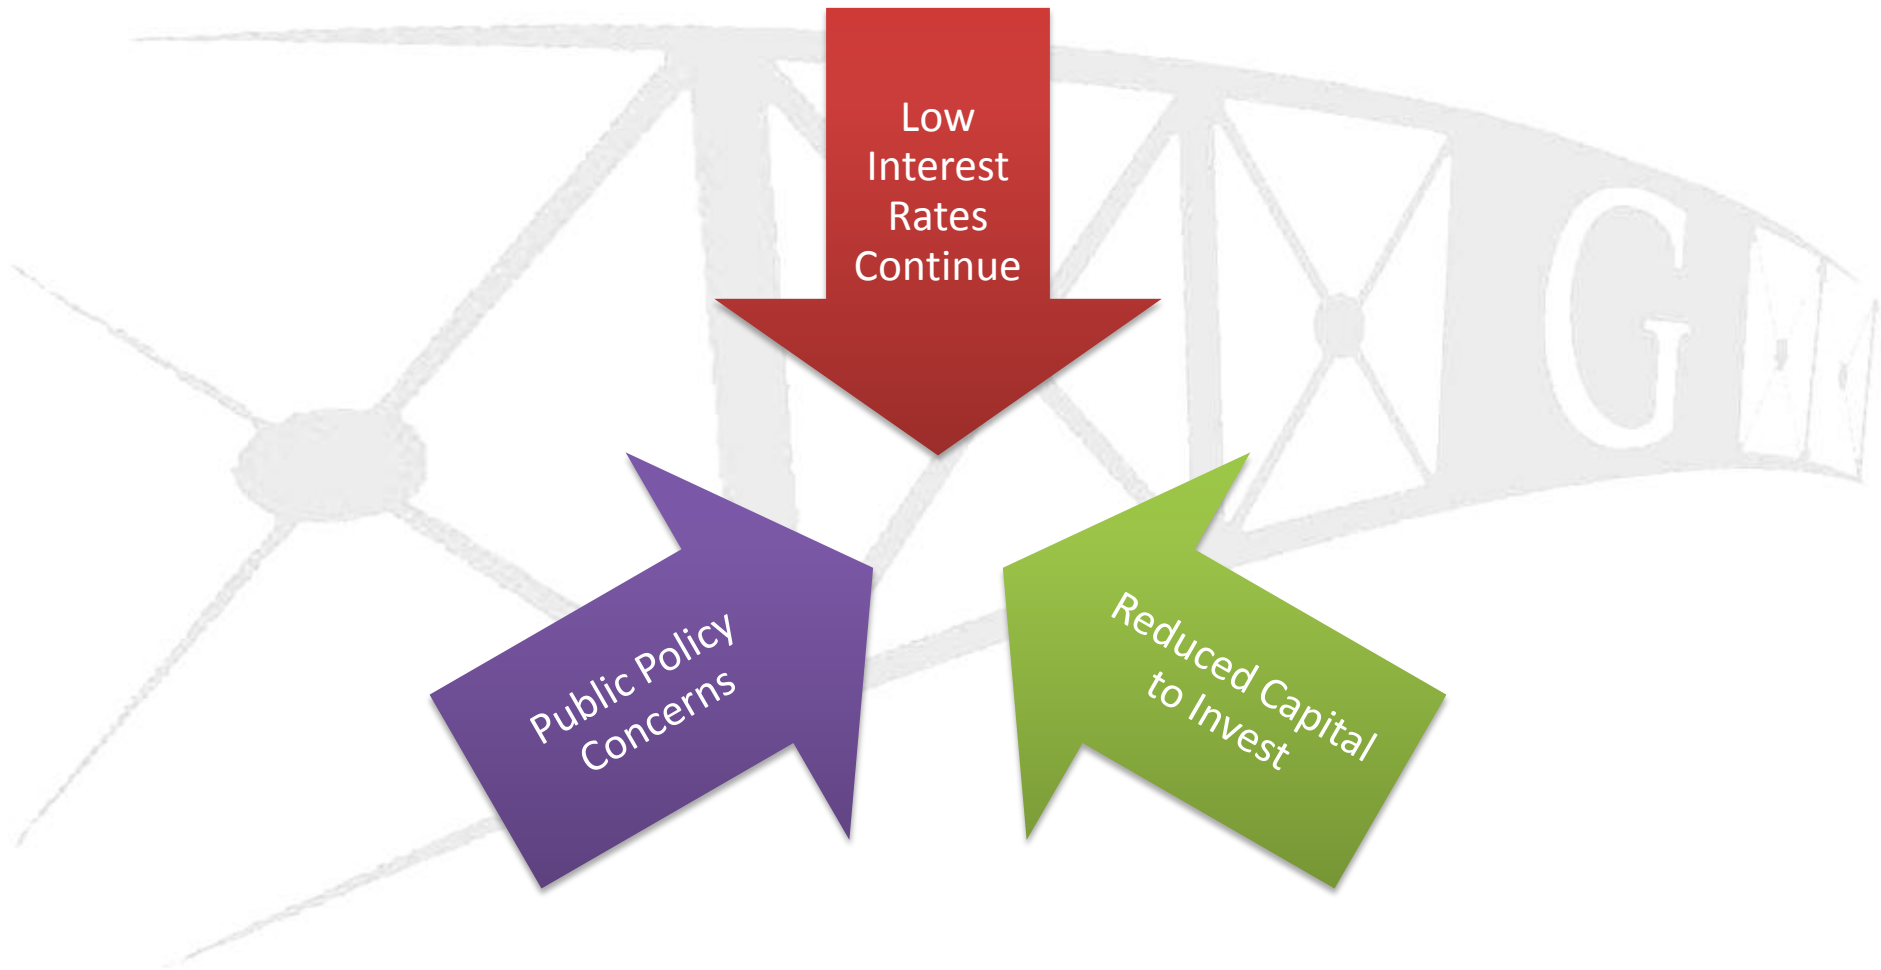 Low
Interest
Rates
Continue
G
Public Policy
Concerns
Reduced Capital
to Invest